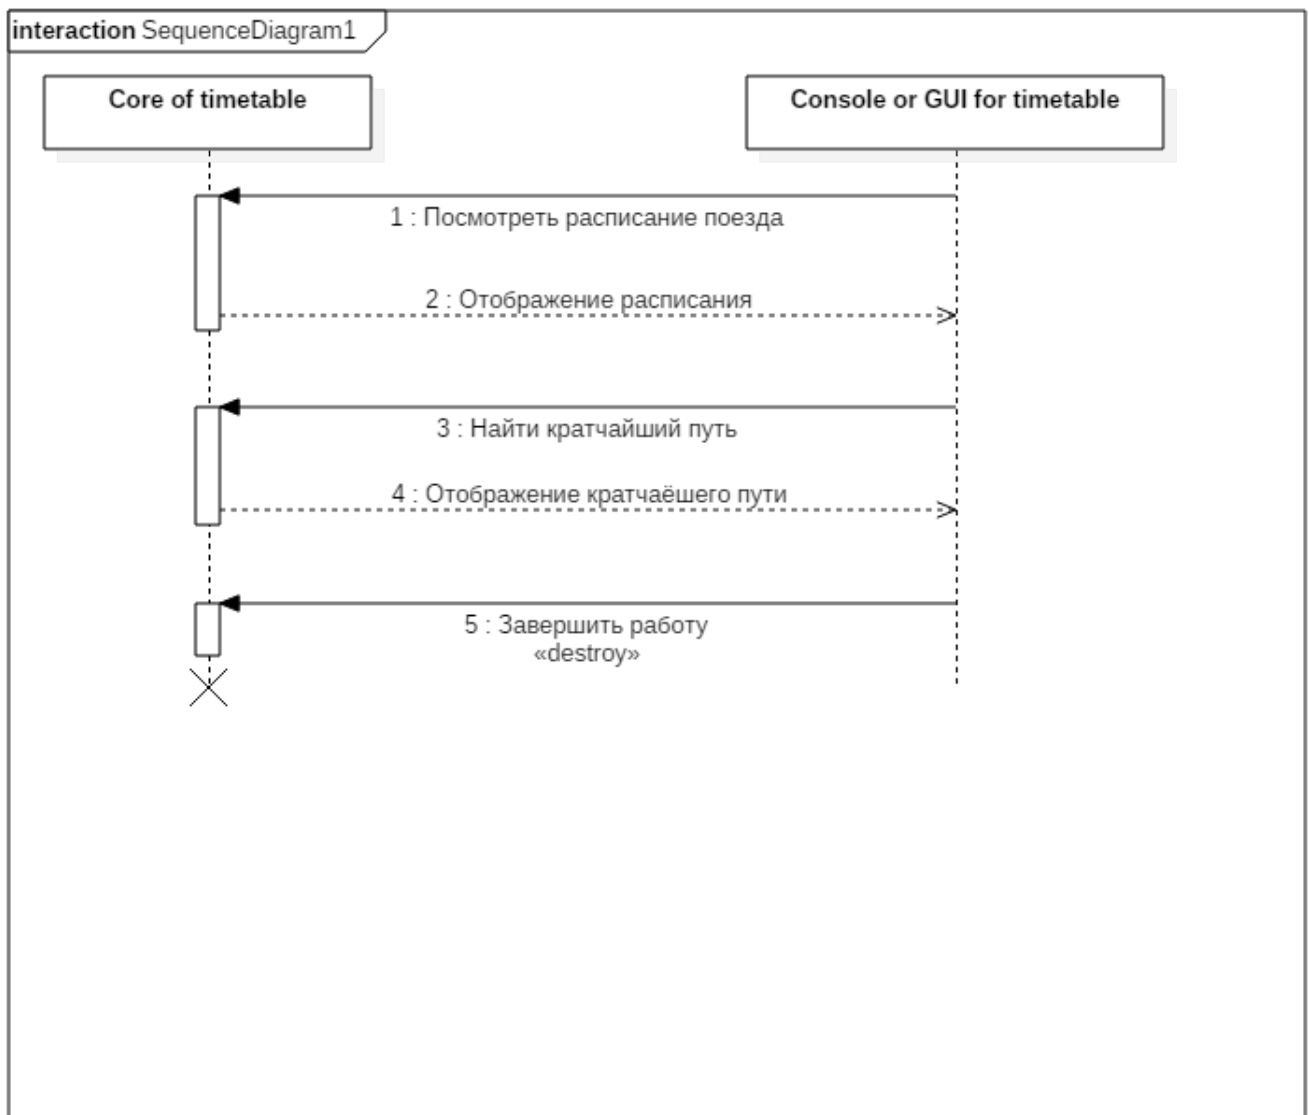 interaction SequenceDiagram1
Core of timetable
Console or GUI for timetable
1 : Посмотреть расписание поезда
2 : Отображение расписания
3 : Найти кратчайший путь
4 : Отображение кратчаёшего пути
5 : Завершить работу
«destroy»